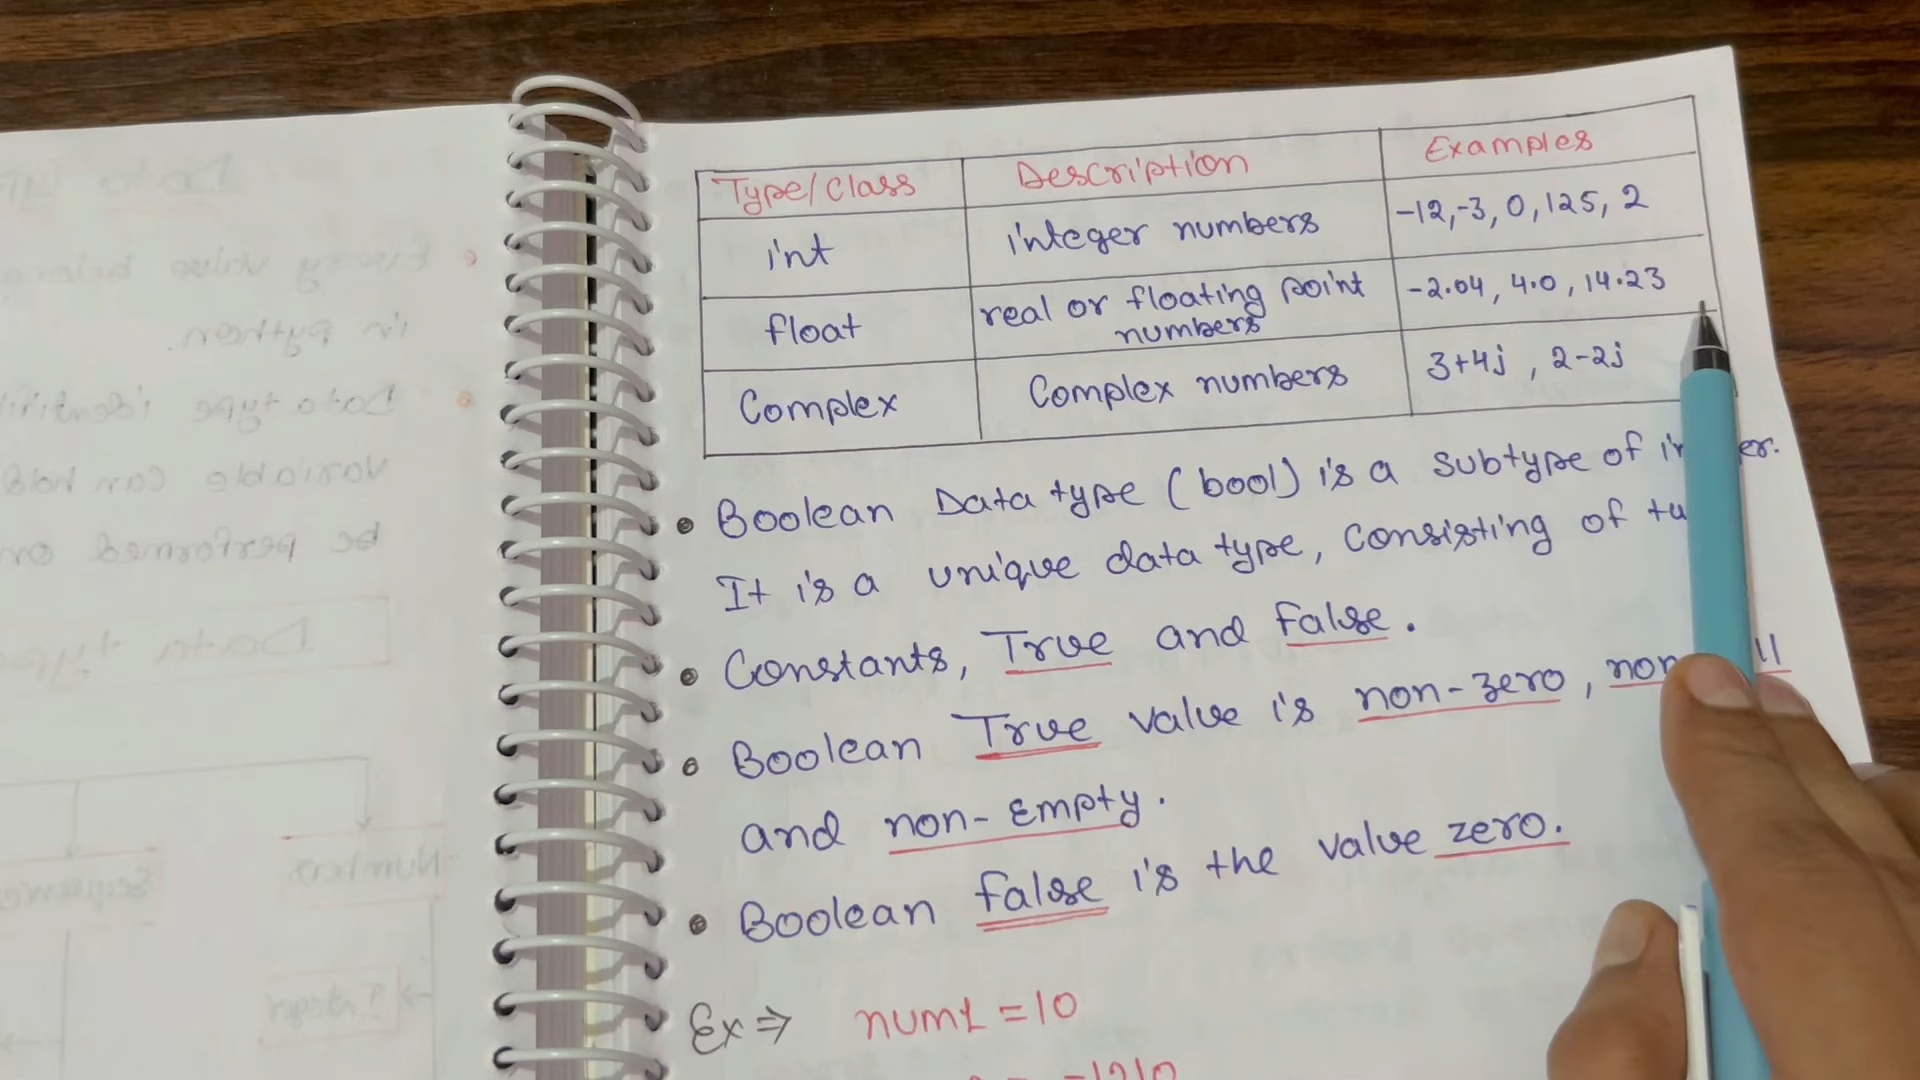 Type/Class Description Examples
int integer numbers -12,-3, 0, 125, 2
float real or floating point numbers -2.04, 4.0, 14.23
Complex Complex numbers 3+4j , 2-2j
• Boolean Data type (bool) is a subtype of
It is a unique data type, consisting of
• Constants, True and False.
• Boolean True value is non-zero,
and non-Empty.
• Boolean false is the value zero.
Ex⇒ num1 = 10